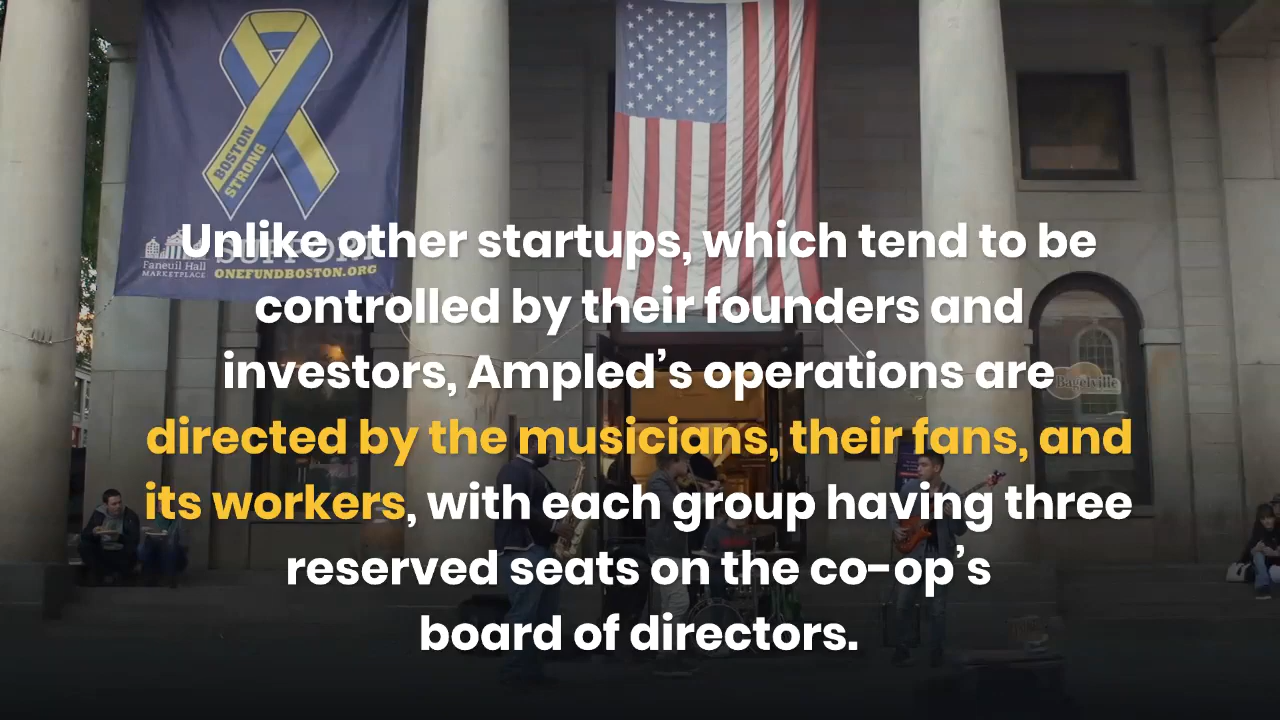 BOSTON
STRONG
SUPPORT
Faneuil Hall
MARKETPLACE
ONEFUNDBOSTON.ORG
Unlike other startups, which tend to be
controlled by their founders and
investors, Ampled’s operations are
directed by the musicians, their fans, and
its workers, with each group having three
reserved seats on the co-op’s
board of directors.
Bagelville